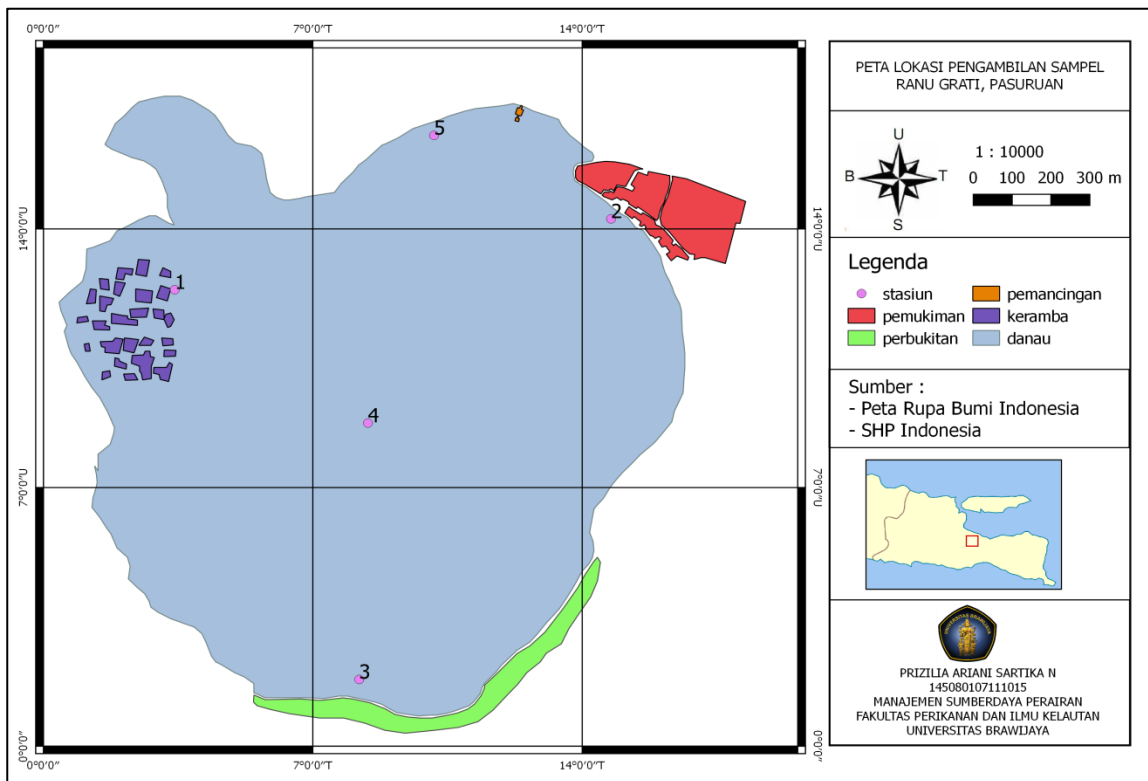 0°0'0"
7°0'0"T
14°0'0"T
14°0'0"U
7°0'0"U
0°0'0"
14°0'0"U
7°0'0"U
0°0'0"
0°0'0"
7°0'0"T
14°0'0"T
5
2
1
4
3
PETA LOKASI PENGAMBILAN SAMPEL
RANU GRATI, PASURUAN
U
B
T
S
1 : 10000
0 100 200 300 m
Legenda
stasiun
pemancingan
pemukiman
keramba
perbukitan
danau
Sumber :
- Peta Rupa Bumi Indonesia
- SHP Indonesia
UNIVERSITAS BRAWIJAYA
PRIZILIA ARIANI SARTIKA N
145080107111015
MANAJEMEN SUMBERDAYA PERAIRAN
FAKULTAS PERIKANAN DAN ILMU KELAUTAN
UNIVERSITAS BRAWIJAYA